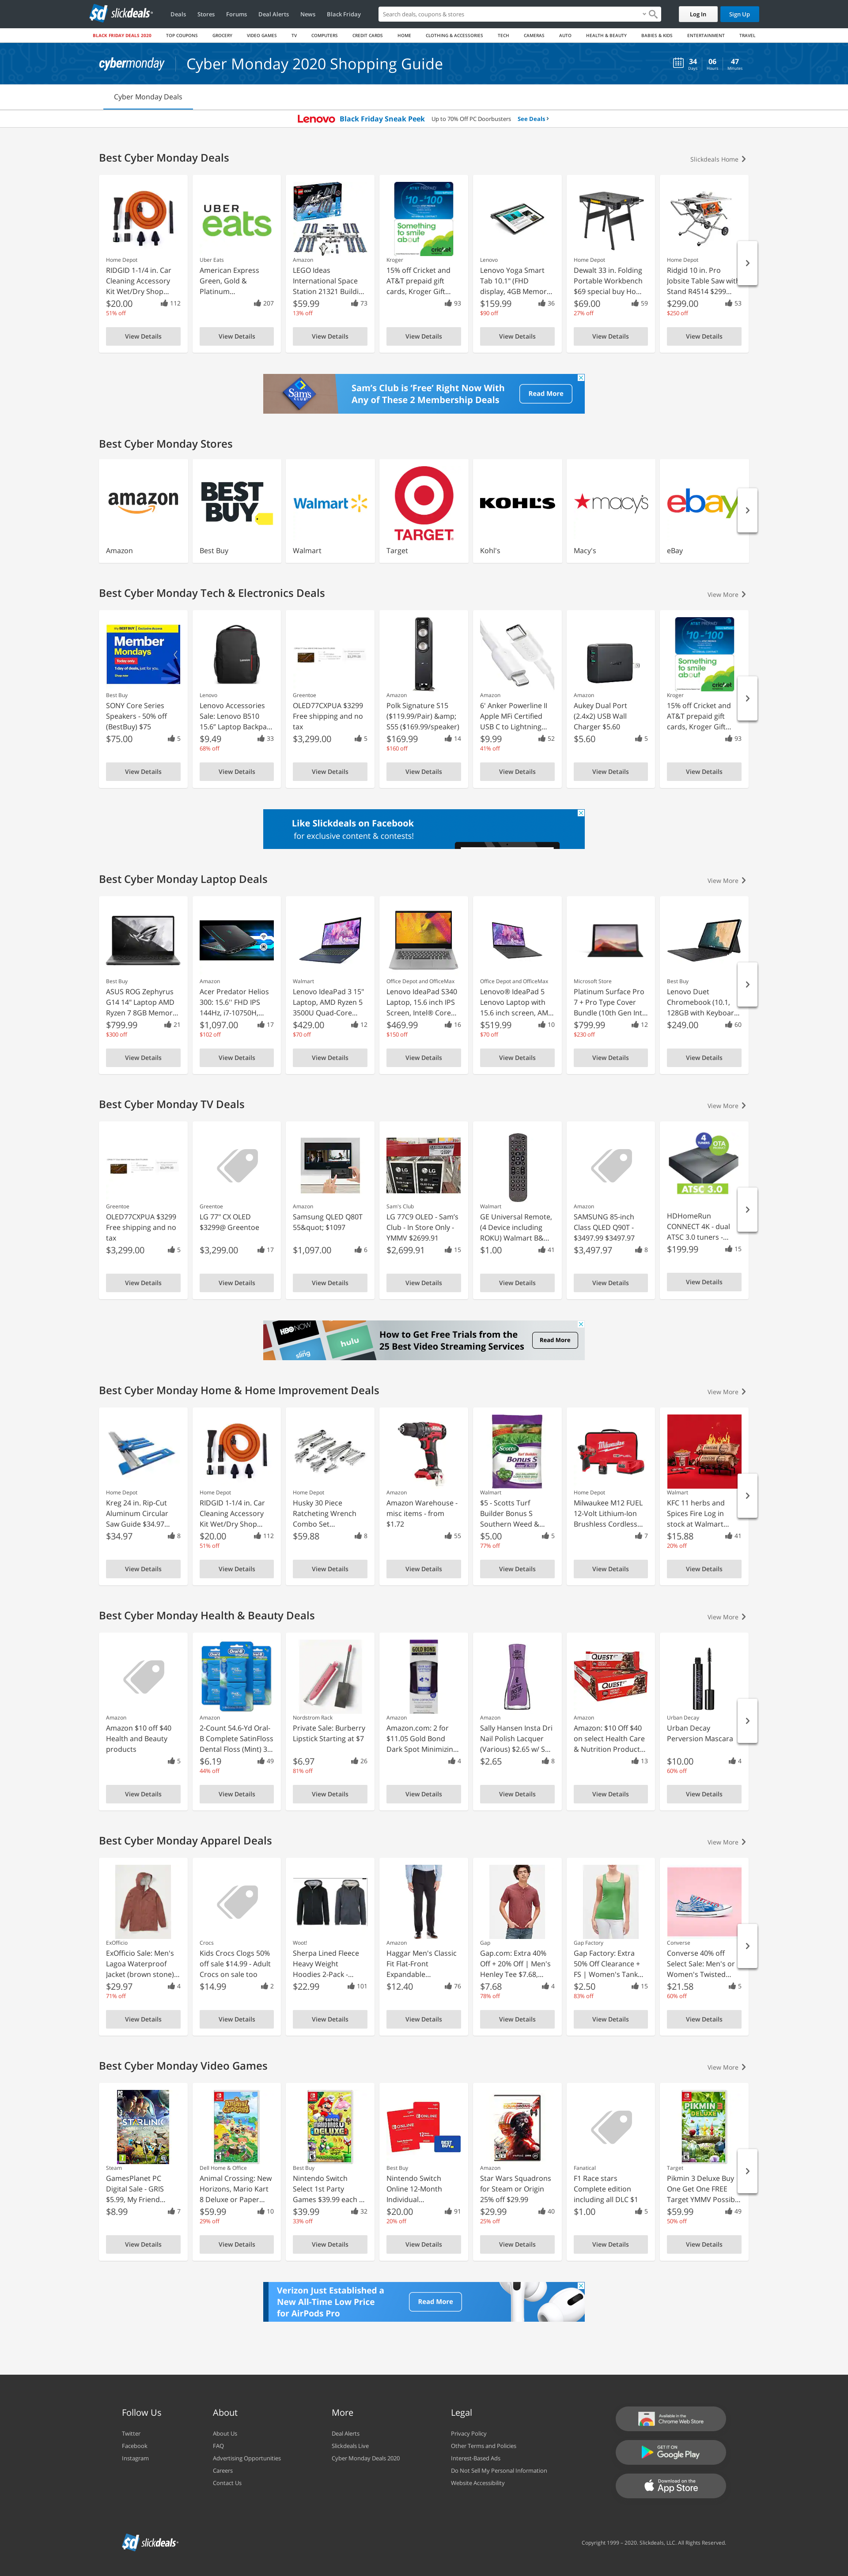 sd slickdeals
Deals Stores Forums Deal Alerts News Black Friday
Search deals, coupons & stores
Log In Sign Up
BLACK FRIDAY DEALS 2020 TOP COUPONS GROCERY VIDEO GAMES TV COMPUTERS CREDIT CARDS HOME CLOTHING & ACCESSORIES TECH CAMERAS AUTO HEALTH & BEAUTY BABIES & KIDS ENTERTAINMENT TRAVEL
cybermonday Cyber Monday 2020 Shopping Guide
34 Days 06 Hours 47 Minutes
Cyber Monday Deals
Lenovo Black Friday Sneak Peek Up to 70% Off PC Doorbusters See Deals
Best Cyber Monday Deals
Slickdeals Home
Home Depot
RIDGID 1-1/4 in. Car
Cleaning Accessory
Kit Wet/Dry Shop...
$20.00 112
51% off
View Details
UBER
eats
Uber Eats
American Express
Green, Gold &
Platinum...
207
View Details
Amazon
LEGO Ideas
International Space
Station 21321 Buildi...
$59.99 73
13% off
View Details
$10 - $100
Something
to smile
about
cricket
Kroger
15% off Cricket and
AT&T prepaid gift
cards, Kroger Gift...
93
View Details
Lenovo
Lenovo Yoga Smart
Tab 10.1" (FHD
display, 4GB Memor...
$159.99 36
$90 off
View Details
Home Depot
Dewalt 33 in. Folding
Portable Workbench
$69 special buy Ho...
$69.00 59
27% off
View Details
Home Depot
Ridgid 10 in. Pro
Jobsite Table Saw with
Stand R4514 $299...
$299.00 53
$250 off
View Details
Sam's
Sam's Club is 'Free' Right Now With
Any of These 2 Membership Deals
Read More
Best Cyber Monday Stores
amazon
Amazon
BEST
BUY
Best Buy
Walmart
Walmart
TARGET
Target
KOHL'S
Kohl's
macy's
Macy's
ebay
eBay
Best Cyber Monday Tech & Electronics Deals
View More
Member
Mondays
Best Buy
SONY Core Series
Speakers - 50% off
(BestBuy) $75
$75.00 5
View Details
Lenovo
Lenovo Accessories
Sale: Lenovo B510
15.6" Laptop Backpa...
$9.49 33
68% off
View Details
Greentoe
OLED77CXPUA $3299
Free shipping and no
tax
$3,299.00 5
View Details
Amazon
Polk Signature S15
($119.99/Pair) &amp;
S55 ($169.99/speaker)
$169.99 14
$160 off
View Details
Amazon
6' Anker Powerline II
Apple MFi Certified
USB C to Lightning...
$9.99 52
41% off
View Details
Amazon
Aukey Dual Port
(2.4x2) USB Wall
Charger $5.60
$5.60 5
View Details
$10 - $100
Something
to smile
about
cricket
Kroger
15% off Cricket and
AT&T prepaid gift
cards, Kroger Gift...
93
View Details
Like Slickdeals on Facebook
for exclusive content & contests!
Best Cyber Monday Laptop Deals
View More
Best Buy
ASUS ROG Zephyrus
G14 14" Laptop AMD
Ryzen 7 8GB Memor...
$799.99 21
$300 off
View Details
Amazon
Acer Predator Helios
300: 15.6'' FHD IPS
144Hz, i7-10750H,...
$1,097.00 17
$102 off
View Details
Walmart
Lenovo IdeaPad 3 15"
Laptop, AMD Ryzen 5
3500U Quad-Core...
$429.00 12
$70 off
View Details
Office Depot and OfficeMax
Lenovo IdeaPad S340
Laptop, 15.6 inch IPS
Screen, Intel® Core...
$469.99 16
$150 off
View Details
Office Depot and OfficeMax
Lenovo® IdeaPad 5
Lenovo Laptop with
15.6 inch screen, AM...
$519.99 10
$70 off
View Details
Microsoft Store
Platinum Surface Pro
7 + Pro Type Cover
Bundle (10th Gen Int...
$799.99 12
$230 off
View Details
Best Buy
Lenovo Duet
Chromebook (10.1,
128GB with Keyboar...
$249.00 60
View Details
Best Cyber Monday TV Deals
View More
Greentoe
OLED77CXPUA $3299
Free shipping and no
tax
$3,299.00 5
View Details
Greentoe
LG 77" CX OLED
$3299@ Greentoe
$3,299.00 17
View Details
Amazon
Samsung QLED Q80T
55&quot; $1097
$1,097.00 6
View Details
LG LG
Sam's Club
LG 77C9 OLED - Sam's
Club - In Store Only -
YMMV $2699.91
$2,699.91 15
View Details
Walmart
GE Universal Remote,
(4 Device including
ROKU) Walmart B&...
$1.00 41
View Details
Amazon
SAMSUNG 85-inch
Class QLED Q90T -
$3497.99 $3497.97
$3,497.97 8
View Details
4 OTA
ATSC 3.0
HDHomeRun
CONNECT 4K - dual
ATSC 3.0 tuners -...
$199.99 15
View Details
HBO NOW
sling hulu
How to Get Free Trials from the
25 Best Video Streaming Services
Read More
Best Cyber Monday Home & Home Improvement Deals
View More
Home Depot
Kreg 24 in. Rip-Cut
Aluminum Circular
Saw Guide $34.97...
$34.97 8
View Details
Home Depot
RIDGID 1-1/4 in. Car
Cleaning Accessory
Kit Wet/Dry Shop...
$20.00 112
51% off
View Details
Home Depot
Husky 30 Piece
Ratcheting Wrench
Combo Set...
$59.88 8
View Details
Amazon
Amazon Warehouse -
misc items - from
$1.72
55
View Details
Scotts
Bonus S
Walmart
$5 - Scotts Turf
Builder Bonus S
Southern Weed &...
$5.00 5
77% off
View Details
Milwaukee
Home Depot
Milwaukee M12 FUEL
12-Volt Lithium-Ion
Brushless Cordless...
7
View Details
Walmart
KFC 11 herbs and
Spices Fire Log in
stock at Walmart...
$15.88 41
20% off
View Details
Best Cyber Monday Health & Beauty Deals
View More
Amazon
Amazon $10 off $40
Health and Beauty
products
5
View Details
Amazon
2-Count 54.6-Yd Oral-
B Complete SatinFloss
Dental Floss (Mint) 3...
$6.19 49
44% off
View Details
Nordstrom Rack
Private Sale: Burberry
Lipstick Starting at $7
$6.97 26
81% off
View Details
GOLD BOND
Amazon
Amazon.com: 2 for
$11.05 Gold Bond
Dark Spot Minimizin...
4
View Details
Amazon
Sally Hansen Insta Dri
Nail Polish Lacquer
(Various) $2.65 w/ S...
$2.65 8
View Details
QUEST
Amazon
Amazon: $10 Off $40
on select Health Care
& Nutrition Product...
13
View Details
Urban Decay
Urban Decay
Perversion Mascara
$10.00 4
60% off
View Details
Best Cyber Monday Apparel Deals
View More
ExOfficio
ExOfficio Sale: Men's
Lagoa Waterproof
Jacket (brown stone)...
$29.97 4
71% off
View Details
Crocs
Kids Crocs Clogs 50%
off sale $14.99 - Adult
Crocs on sale too
$14.99 2
View Details
Woot!
Sherpa Lined Fleece
Heavy Weight
Hoodies 2-Pack -...
$22.99 101
View Details
Amazon
Haggar Men's Classic
Fit Flat-Front
Expandable...
$12.40 76
View Details
Gap
Gap.com: Extra 40%
Off + 20% Off | Men's
Henley Tee $7.68,...
$7.68 4
78% off
View Details
Gap Factory
Gap Factory: Extra
50% Off Clearance +
FS | Women's Tank...
$2.50 15
83% off
View Details
Converse
Converse 40% off
Select Sale: Men's or
Women's Twisted...
$21.58 5
60% off
View Details
Best Cyber Monday Video Games
View More
STARLINK
Steam
GamesPlanet PC
Digital Sale - GRIS
$5.99, My Friend...
$8.99 7
View Details
Dell Home & Office
Animal Crossing: New
Horizons, Mario Kart
8 Deluxe or Paper...
$59.99 10
29% off
View Details
DELUXE
Best Buy
Nintendo Switch
Select 1st Party
Games $39.99 each ...
$39.99 32
33% off
View Details
ONLINE
Best Buy
Nintendo Switch
Online 12-Month
Individual...
$20.00 91
20% off
View Details
Amazon
Star Wars Squadrons
for Steam or Origin
25% off $29.99
$29.99 40
25% off
View Details
Fanatical
F1 Race stars
Complete edition
including all DLC $1
$1.00 5
View Details
PIKMIN 3
DELUXE
Target
Pikmin 3 Deluxe Buy
One Get One FREE
Target YMMV Possib...
$59.99 49
50% off
View Details
Verizon Just Established a
New All-Time Low Price
for AirPods Pro
Read More
Follow Us
Twitter
Facebook
Instagram
About
About Us
FAQ
Advertising Opportunities
Careers
Contact Us
More
Deal Alerts
Slickdeals Live
Cyber Monday Deals 2020
Legal
Privacy Policy
Other Terms and Policies
Interest-Based Ads
Do Not Sell My Personal Information
Website Accessibility
Available in the
Chrome Web Store
GET IT ON
Google Play
Download on the
App Store
sd slickdeals
Copyright 1999 – 2020. Slickdeals, LLC. All Rights Reserved.